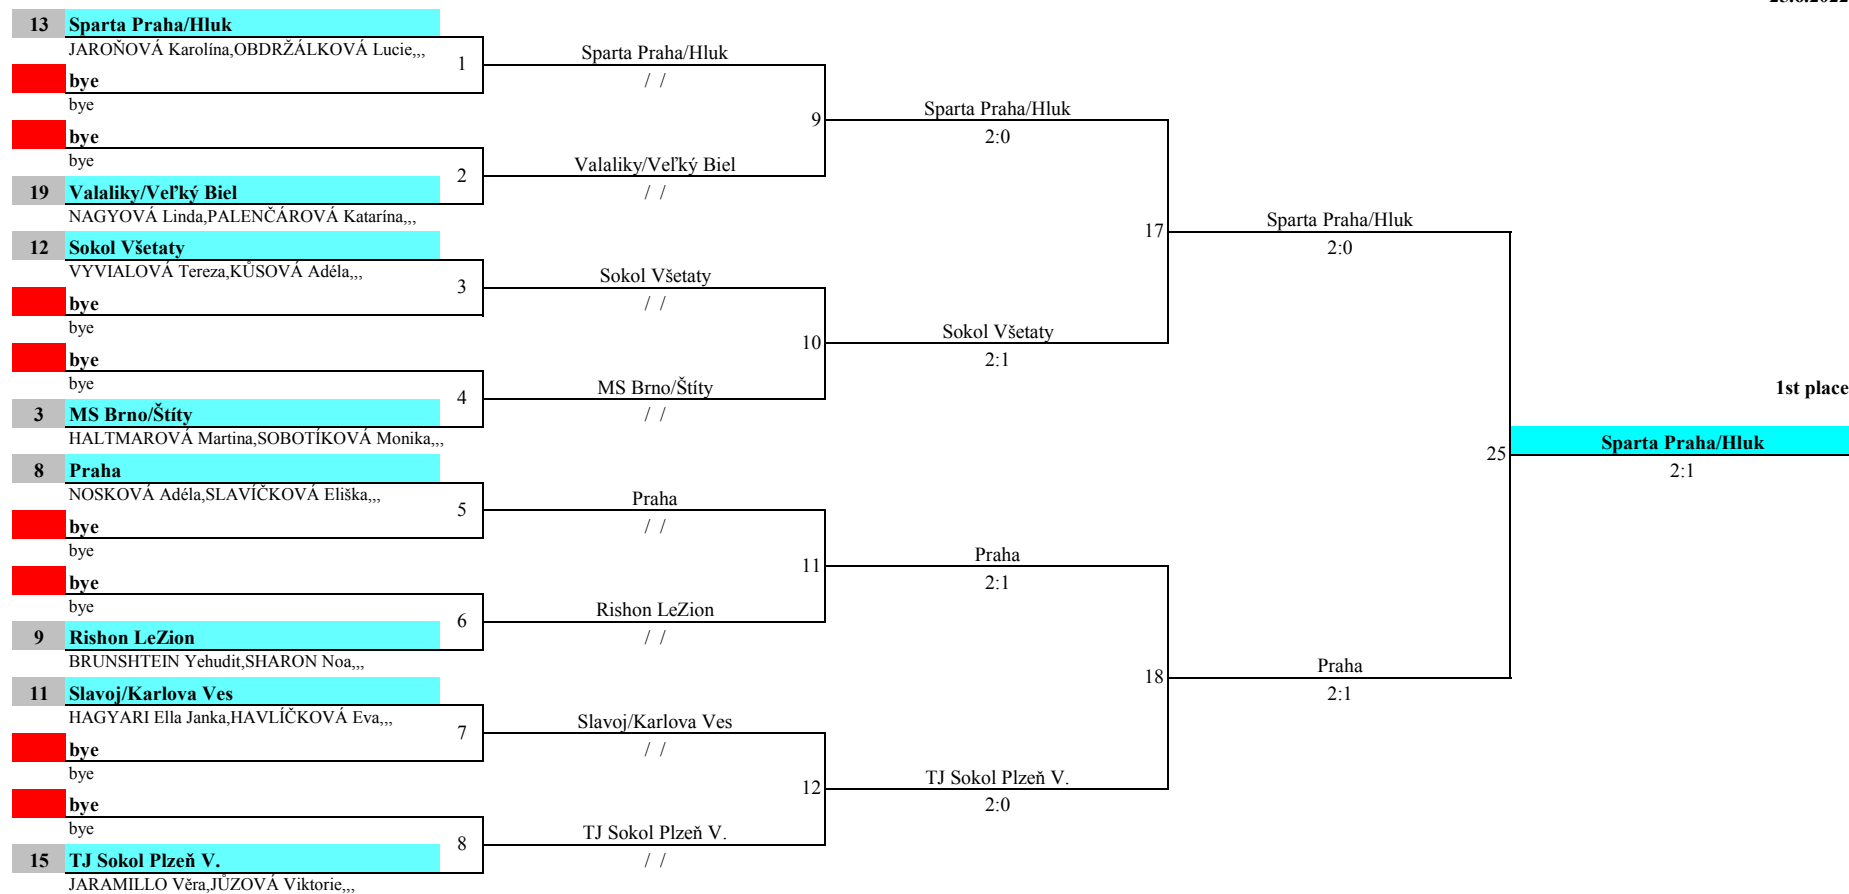 13 Sparta Praha/Hluk
JAROŇOVÁ Karolína,OBDRŽÁLKOVÁ Lucie,,,
1
bye
bye
bye
bye
2
19 Valaliky/Veľký Biel
NAGYOVÁ Linda,PALENČÁROVÁ Katarína,,,
12 Sokol Všetaty
VYVIALOVÁ Tereza,KŮSOVÁ Adéla,,,
3
bye
bye
bye
bye
4
3 MS Brno/Štíty
HALTMAROVÁ Martina,SOBOTÍKOVÁ Monika,,,
8 Praha
NOSKOVÁ Adéla,SLAVÍČKOVÁ Eliška,,,
5
bye
bye
bye
bye
6
9 Rishon LeZion
BRUNSHTEIN Yehudit,SHARON Noa,,,
11 Slavoj/Karlova Ves
HAGYARI Ella Janka,HAVLÍČKOVÁ Eva,,,
7
bye
bye
bye
bye
8
15 TJ Sokol Plzeň V.
JARAMILLO Věra,JŮZOVÁ Viktorie,,,
Sparta Praha/Hluk
/ /
9
Valaliky/Veľký Biel
/ /
Sokol Všetaty
/ /
10
MS Brno/Štíty
/ /
Praha
/ /
11
Rishon LeZion
/ /
Slavoj/Karlova Ves
/ /
12
TJ Sokol Plzeň V.
/ /
Sparta Praha/Hluk
2:0
17
Sokol Všetaty
2:1
Praha
2:1
18
TJ Sokol Plzeň V.
2:0
Sparta Praha/Hluk
2:0
25
Praha
2:1
1st place
Sparta Praha/Hluk
2:1